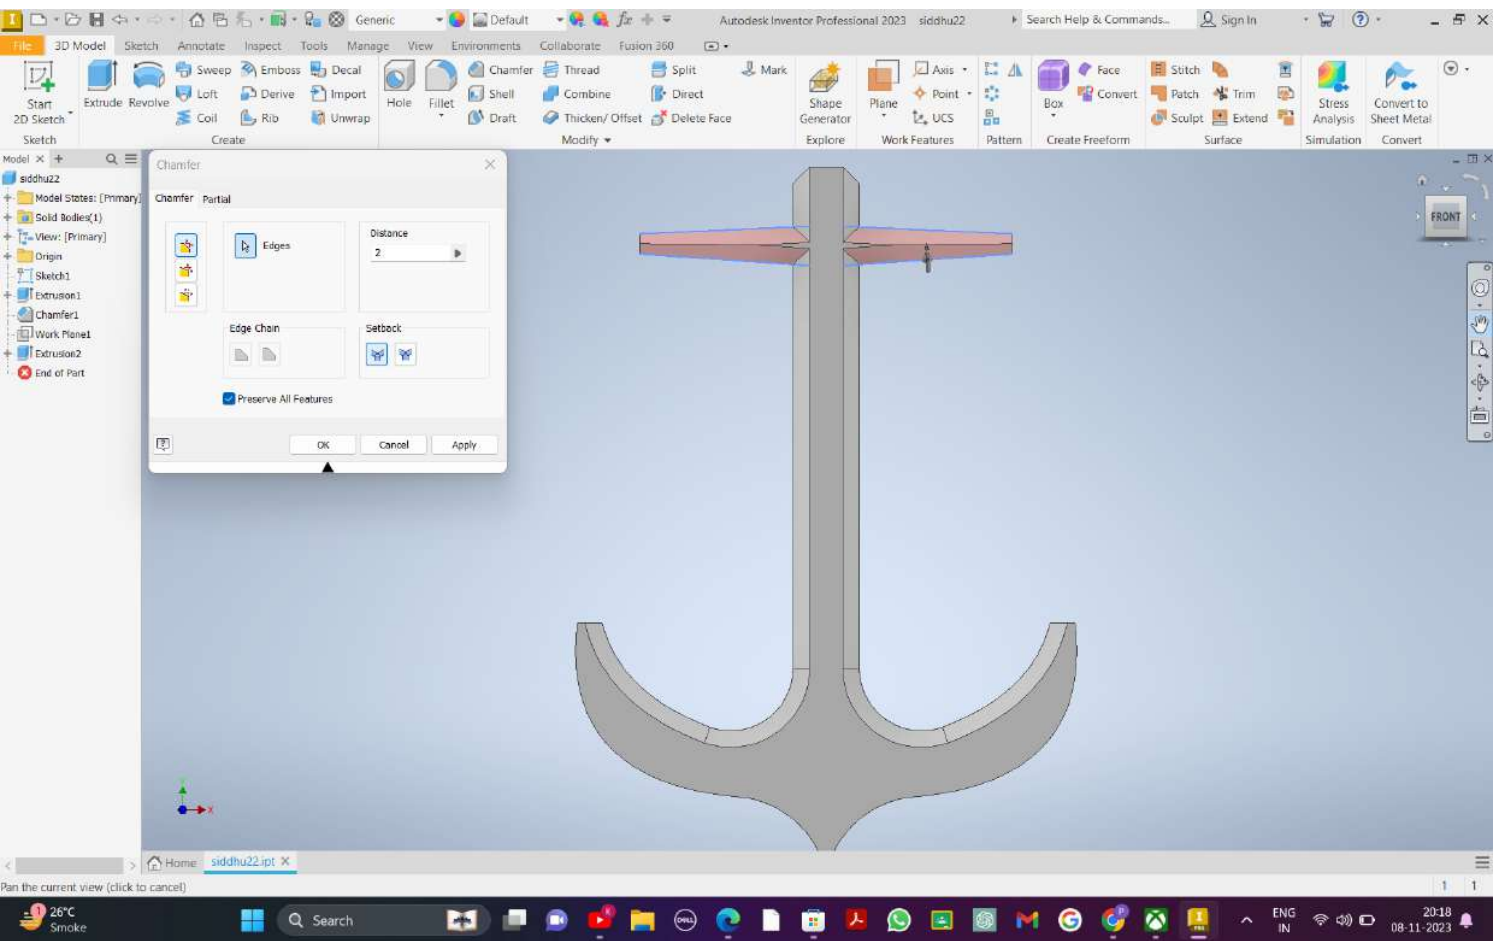 Generic
Default
Autodesk Inventor Professional 2023 siddhu22
Search Help & Commands...
Sign In
File 3D Model Sketch Annotate Inspect Tools Manage View Environments Collaborate Fusion 360
Start
2D Sketch
Extrude Revolve
Sweep Emboss Decal
Loft Derive Import
Coil Rib Unwrap
Hole Fillet
Chamfer Thread Split
Shell Combine Direct
Draft Thicken/ Offset Delete Face
Mark
Shape
Generator
Plane
Axis
Point
UCS
Box
Face
Convert
Stitch
Patch Trim
Sculpt Extend
Stress
Analysis
Convert to
Sheet Metal
Sketch Create Modify Explore Work Features Pattern Create Freeform Surface Simulation Convert
Model × +
siddhu22
Model States: [Primary]
Solid Bodies(1)
View: [Primary]
Origin
Sketch1
Extrusion1
Chamfer1
Work Plane1
Extrusion2
End of Part
Chamfer
Chamfer Partial
Edges
Distance
2
Edge Chain
Setback
Preserve All Features
OK Cancel Apply
FRONT
Y
X
Home siddhu22.ipt ×
Pan the current view (click to cancel)
1 1
1
26°C
Smoke
Search
DELL
ENG
IN
20:18
08-11-2023